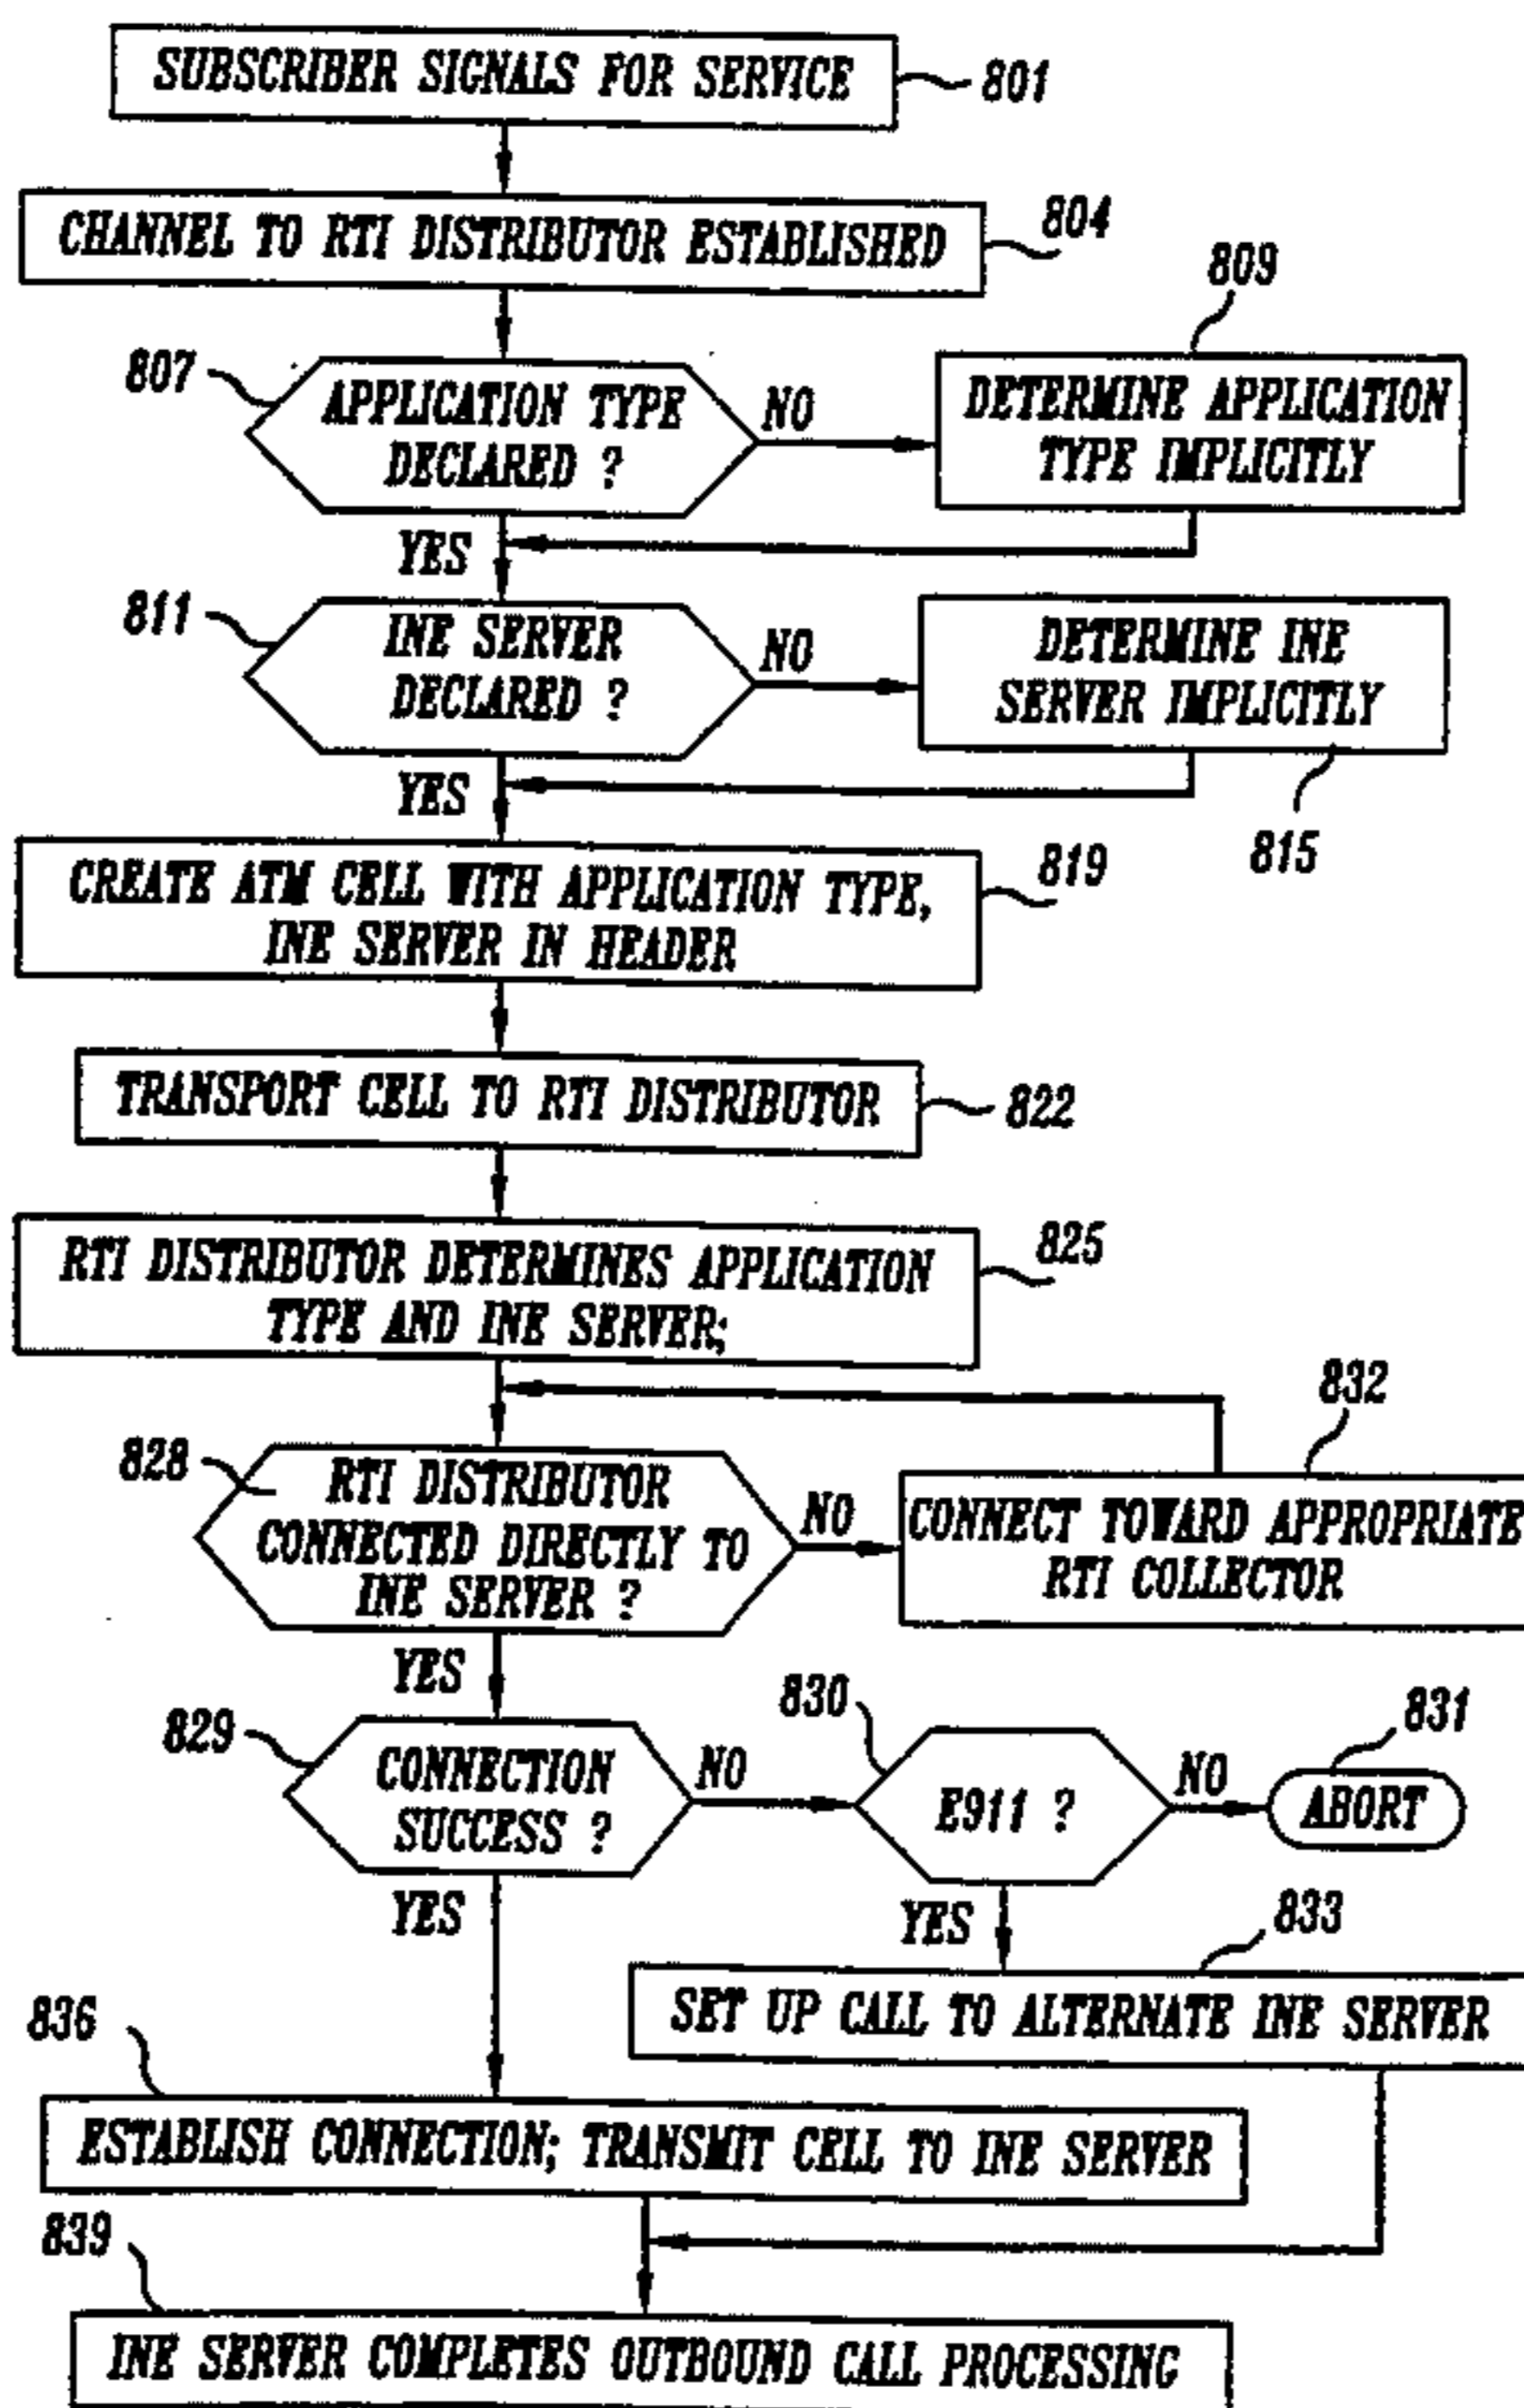 SUBSCRIBER SIGNALS FOR SERVICE
801
CHANNEL TO RTI DISTRIBUTOR ESTABLISHED
804
809
807
APPLICATION TYPE
DECLARED ?
NO
DETERMINE APPLICATION
TYPE IMPLICITLY
YES
811
INE SERVER
DECLARED ?
NO
DETERMINE INE
SERVER IMPLICITLY
YES
815
CREATE ATM CELL WITH APPLICATION TYPE,
INE SERVER IN HEADER
819
TRANSPORT CELL TO RTI DISTRIBUTOR
822
RTI DISTRIBUTOR DETERMINES APPLICATION
TYPE AND INE SERVER;
825
832
828
RTI DISTRIBUTOR
CONNECTED DIRECTLY TO
INE SERVER ?
NO
CONNECT TOWARD APPROPRIATE
RTI COLLECTOR
YES
829
CONNECTION
SUCCESS ?
NO
830
E911 ?
NO
831
ABORT
YES
YES
833
SET UP CALL TO ALTERNATE INE SERVER
836
ESTABLISH CONNECTION; TRANSMIT CELL TO INE SERVER
839
INE SERVER COMPLETES OUTBOUND CALL PROCESSING